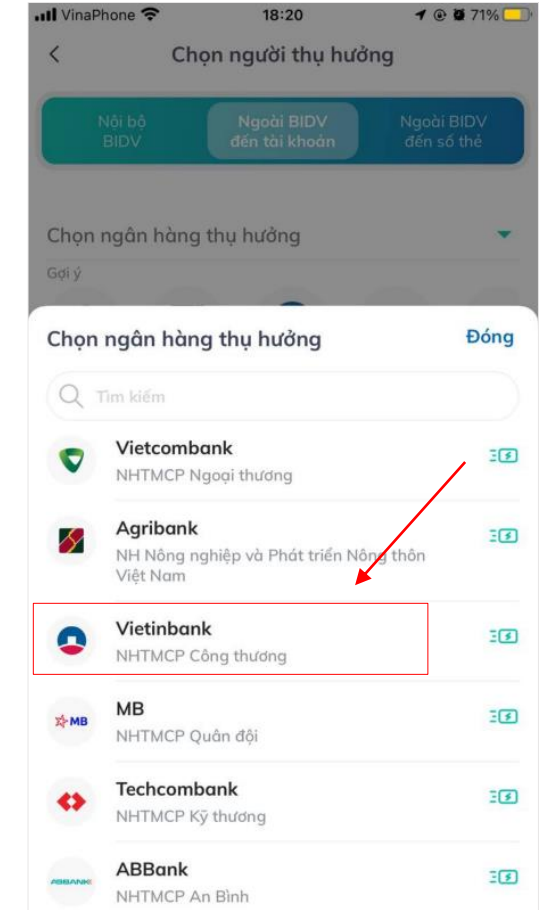 VinaPhone 18:20 71%
Chọn người thụ hưởng
Nội bộ
BIDV
Ngoài BIDV
đến tài khoản
Ngoài BIDV
đến số thẻ
Chọn ngân hàng thụ hưởng
Gợi ý
Chọn ngân hàng thụ hưởng Đóng
Tìm kiếm
Vietcombank
NHTMCP Ngoại thương
Agribank
NH Nông nghiệp và Phát triển Nông thôn
Việt Nam
Vietinbank
NHTMCP Công thương
MB
MB
NHTMCP Quân đội
Techcombank
NHTMCP Kỹ thương
ABBANK
ABBank
NHTMCP An Bình